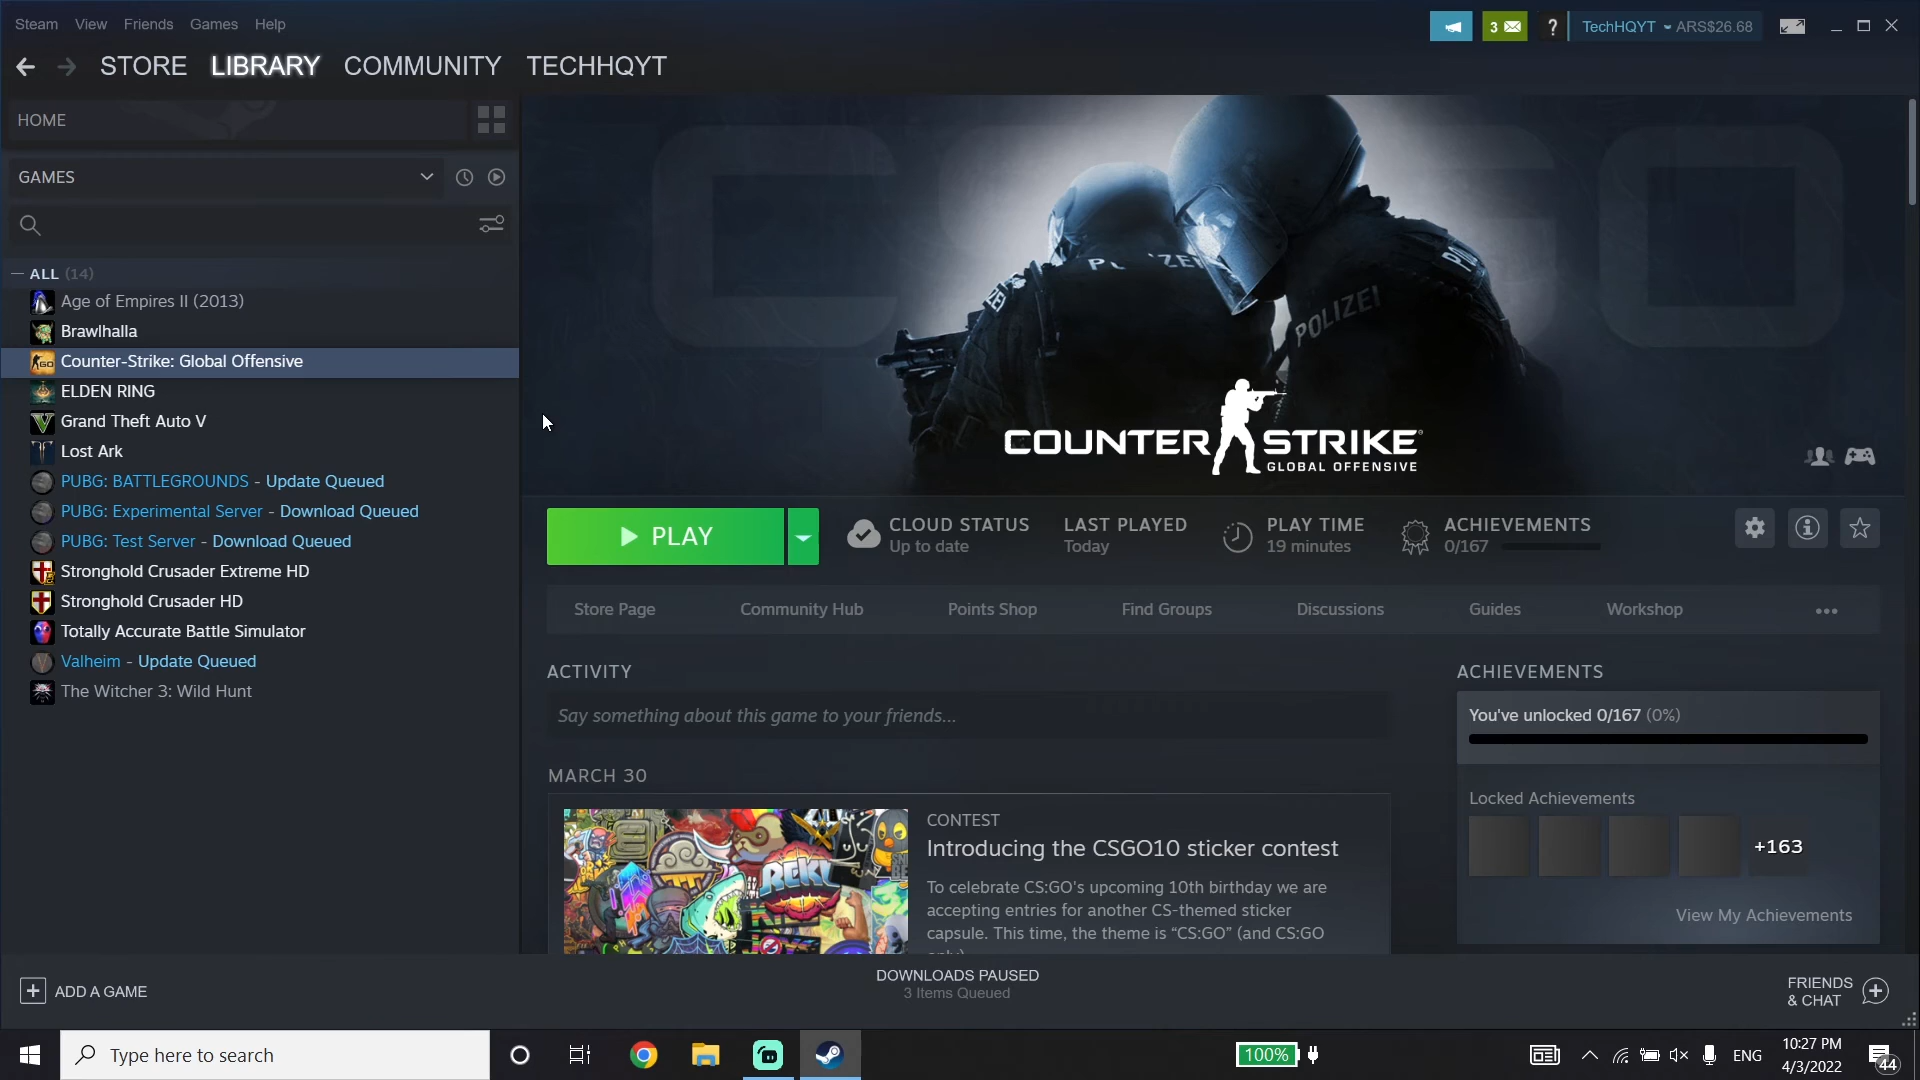 Steam View Friends Games Help
3 ? TechHQYT ARS$26.68
STORE LIBRARY COMMUNITY TECHHQYT
HOME
GAMES
ALL (14)
Age of Empires II (2013)
Brawlhalla
Counter-Strike: Global Offensive
ELDEN RING
Grand Theft Auto V
Lost Ark
PUBG: BATTLEGROUNDS - Update Queued
PUBG: Experimental Server - Download Queued
PUBG: Test Server - Download Queued
Stronghold Crusader Extreme HD
Stronghold Crusader HD
Totally Accurate Battle Simulator
Valheim - Update Queued
The Witcher 3: Wild Hunt
CSGO
POLIZEI
COUNTER STRIKE
GLOBAL OFFENSIVE
PLAY
CLOUD STATUS
Up to date
LAST PLAYED
Today
PLAY TIME
19 minutes
ACHIEVEMENTS
0/167
Store Page Community Hub Points Shop Find Groups Discussions Guides Workshop
ACTIVITY
Say something about this game to your friends...
MARCH 30
REKT
CONTEST
Introducing the CSGO10 sticker contest
To celebrate CS:GO's upcoming 10th birthday we are
accepting entries for another CS-themed sticker
capsule. This time, the theme is "CS:GO" (and CS:GO
ACHIEVEMENTS
You've unlocked 0/167 (0%)
Locked Achievements
+163
View My Achievements
ADD A GAME
DOWNLOADS PAUSED
3 Items Queued
FRIENDS
& CHAT
Type here to search
100%
ENG
10:27 PM
4/3/2022
44